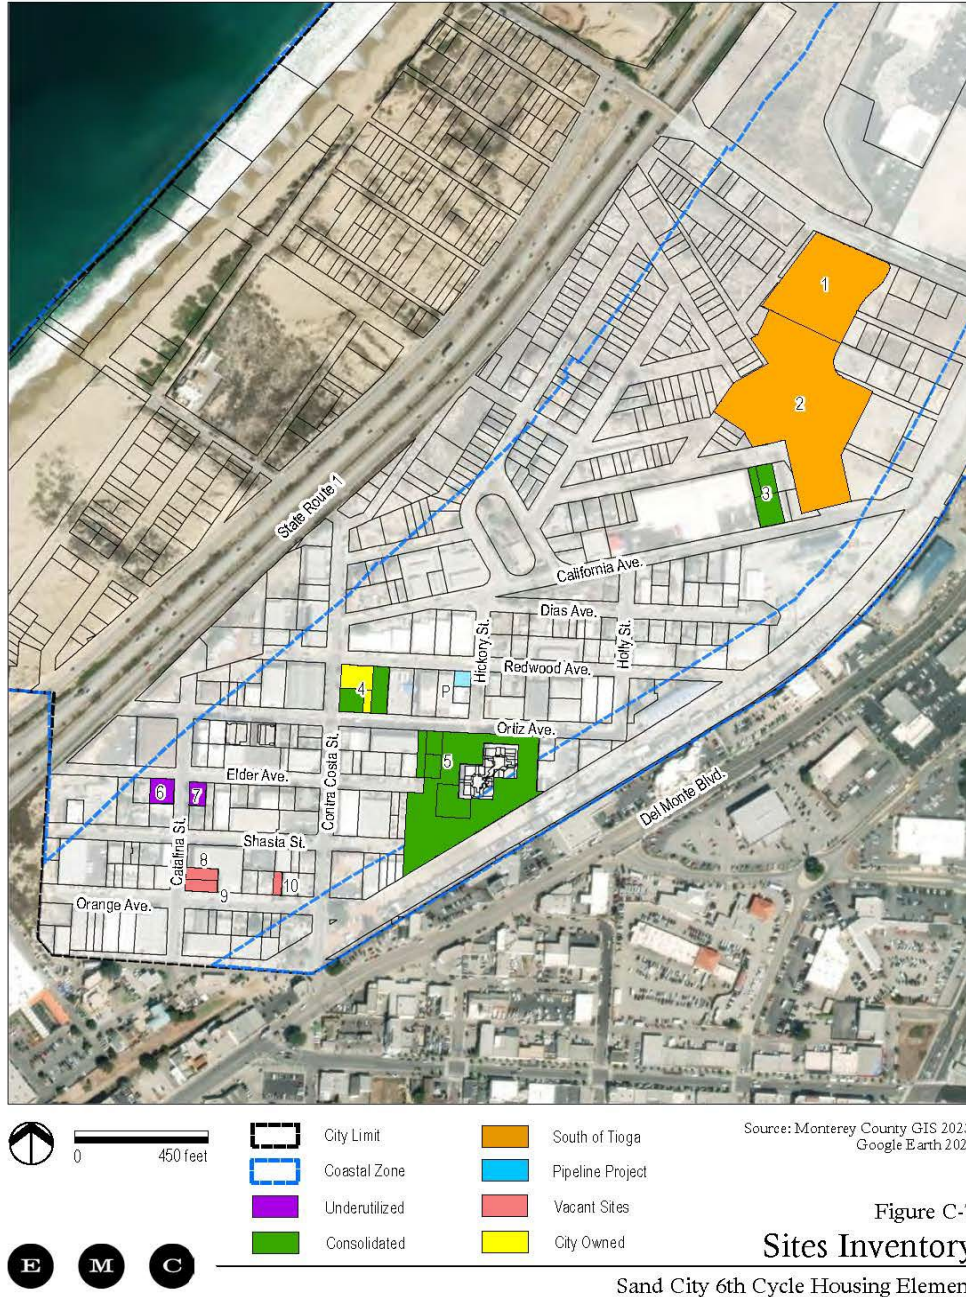 1
2
3
State Route 1
California Ave.
Dias Ave.
Hickory St.
Holly St.
Redwood Ave.
4
P
Ortiz Ave.
Contra Costa St.
5
Elder Ave.
6
7
Del Monte Blvd.
Shasta St.
Catalina St.
8
9
10
Orange Ave.
0 450 feet
City Limit
Coastal Zone
Underutilized
Consolidated
South of Tioga
Pipeline Project
Vacant Sites
City Owned
Source: Monterey County GIS 202
Google Earth 202
Figure C-
Sites Inventory
Sand City 6th Cycle Housing Elemen
E M C